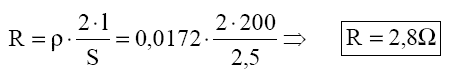 R = ρ · 2·l / S = 0,0172 · 2·200 / 2,5 ⇒ R = 2,8Ω